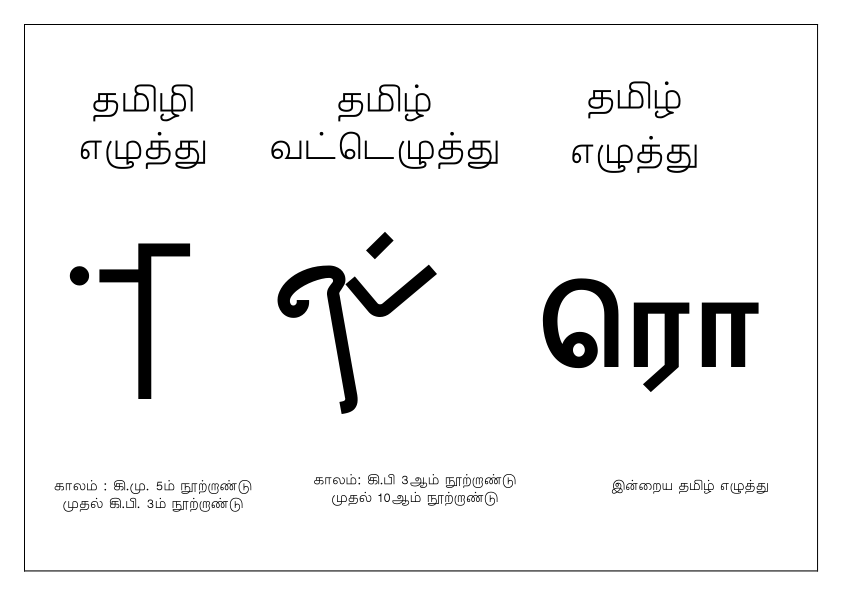 தமிழி
எழுத்து
தமிழ்
வட்டெழுத்து
தமிழ்
எழுத்து
ரொ
காலம் : கி.மு. 5ம் நூற்றாண்டு
முதல் கி.பி. 3ம் நூற்றாண்டு
காலம்: கி.பி 3ஆம் நூற்றாண்டு
முதல் 10ஆம் நூற்றாண்டு
இன்றைய தமிழ் எழுத்து